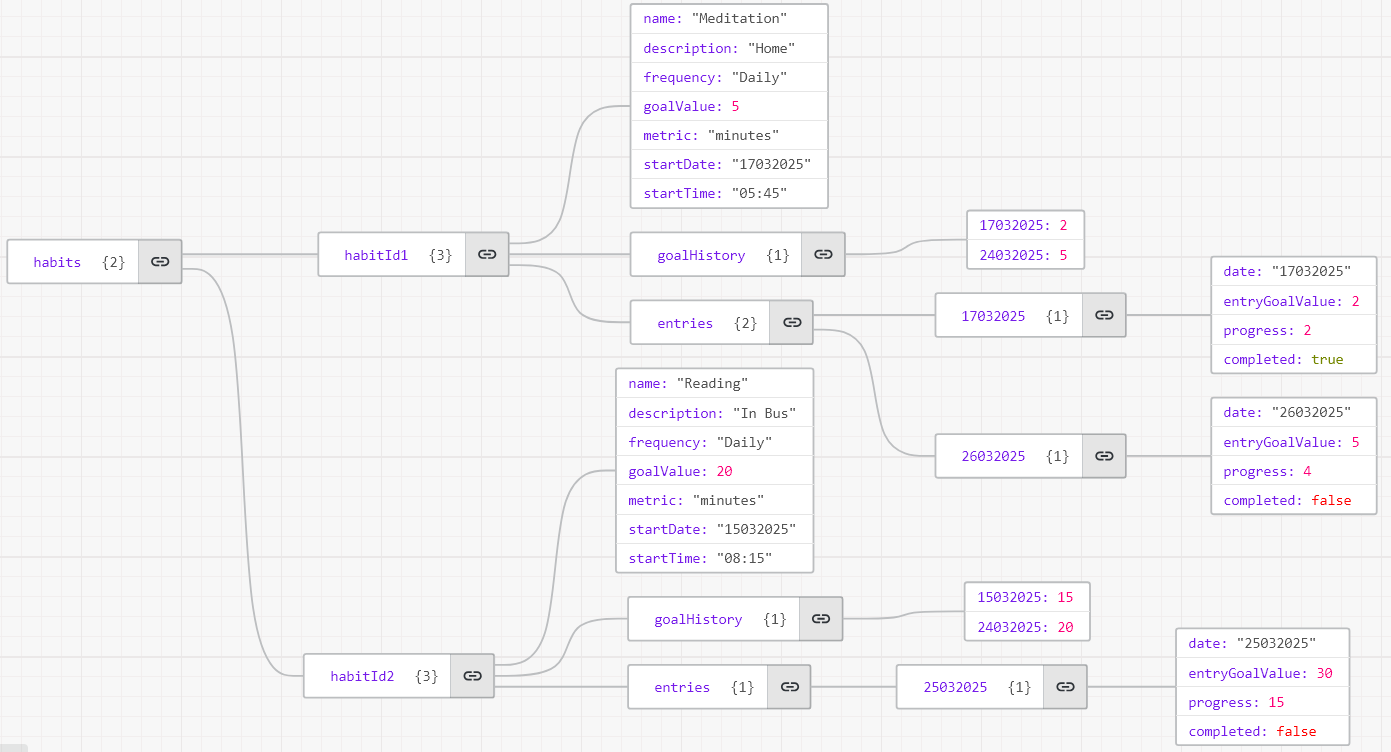 name: "Meditation"
description: "Home"
frequency: "Daily"
goalValue: 5
metric: "minutes"
startDate: "17032025"
startTime: "05:45"
habits {2}
habitId1 {3}
goalHistory {1}
17032025: 2
24032025: 5
entries {2}
17032025 {1}
date: "17032025"
entryGoalValue: 2
progress: 2
completed: true
26032025 {1}
date: "26032025"
entryGoalValue: 5
progress: 4
completed: false
name: "Reading"
description: "In Bus"
frequency: "Daily"
goalValue: 20
metric: "minutes"
startDate: "15032025"
startTime: "08:15"
habitId2 {3}
goalHistory {1}
15032025: 15
24032025: 20
entries {1}
25032025 {1}
date: "25032025"
entryGoalValue: 30
progress: 15
completed: false